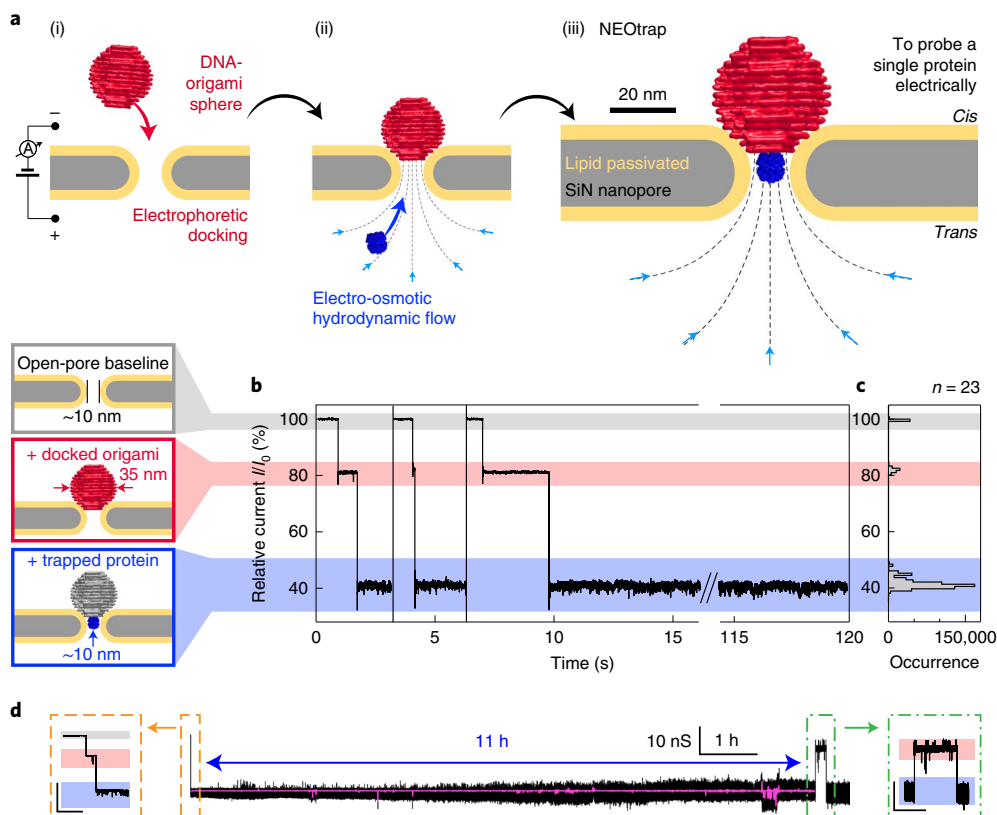 a
(i)
(ii)
(iii)
NEOtrap
DNA-
origami
sphere
To probe a
single protein
electrically
20 nm
Cis
−
A
+
Lipid passivated
SiN nanopore
Electrophoretic
docking
Trans
Electro-osmotic
hydrodynamic flow
Open-pore baseline
~10 nm
+ docked origami
35 nm
+ trapped protein
~10 nm
b
Relative current I/I0 (%)
100
80
60
40
0
5
10
15
115
120
Time (s)
c
n = 23
100
80
60
40
0
150,000
Occurrence
d
11 h
10 nS
1 h